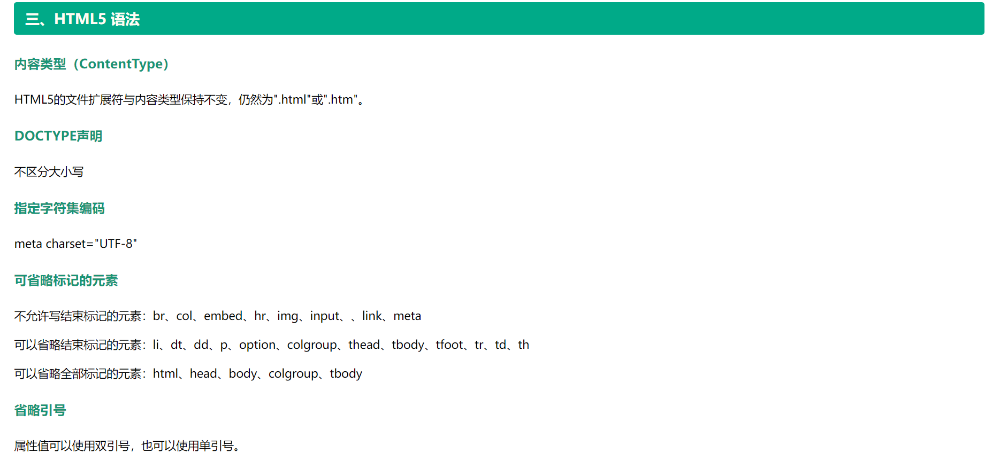 三、HTML5 语法
内容类型（ContentType）
HTML5的文件扩展符与内容类型保持不变，仍然为".html"或".htm"。
DOCTYPE声明
不区分大小写
指定字符集编码
meta charset="UTF-8"
可省略标记的元素
不允许写结束标记的元素：br、col、embed、hr、img、input、、link、meta
可以省略结束标记的元素：li、dt、dd、p、option、colgroup、thead、tbody、tfoot、tr、td、th
可以省略全部标记的元素：html、head、body、colgroup、tbody
省略引号
属性值可以使用双引号，也可以使用单引号。